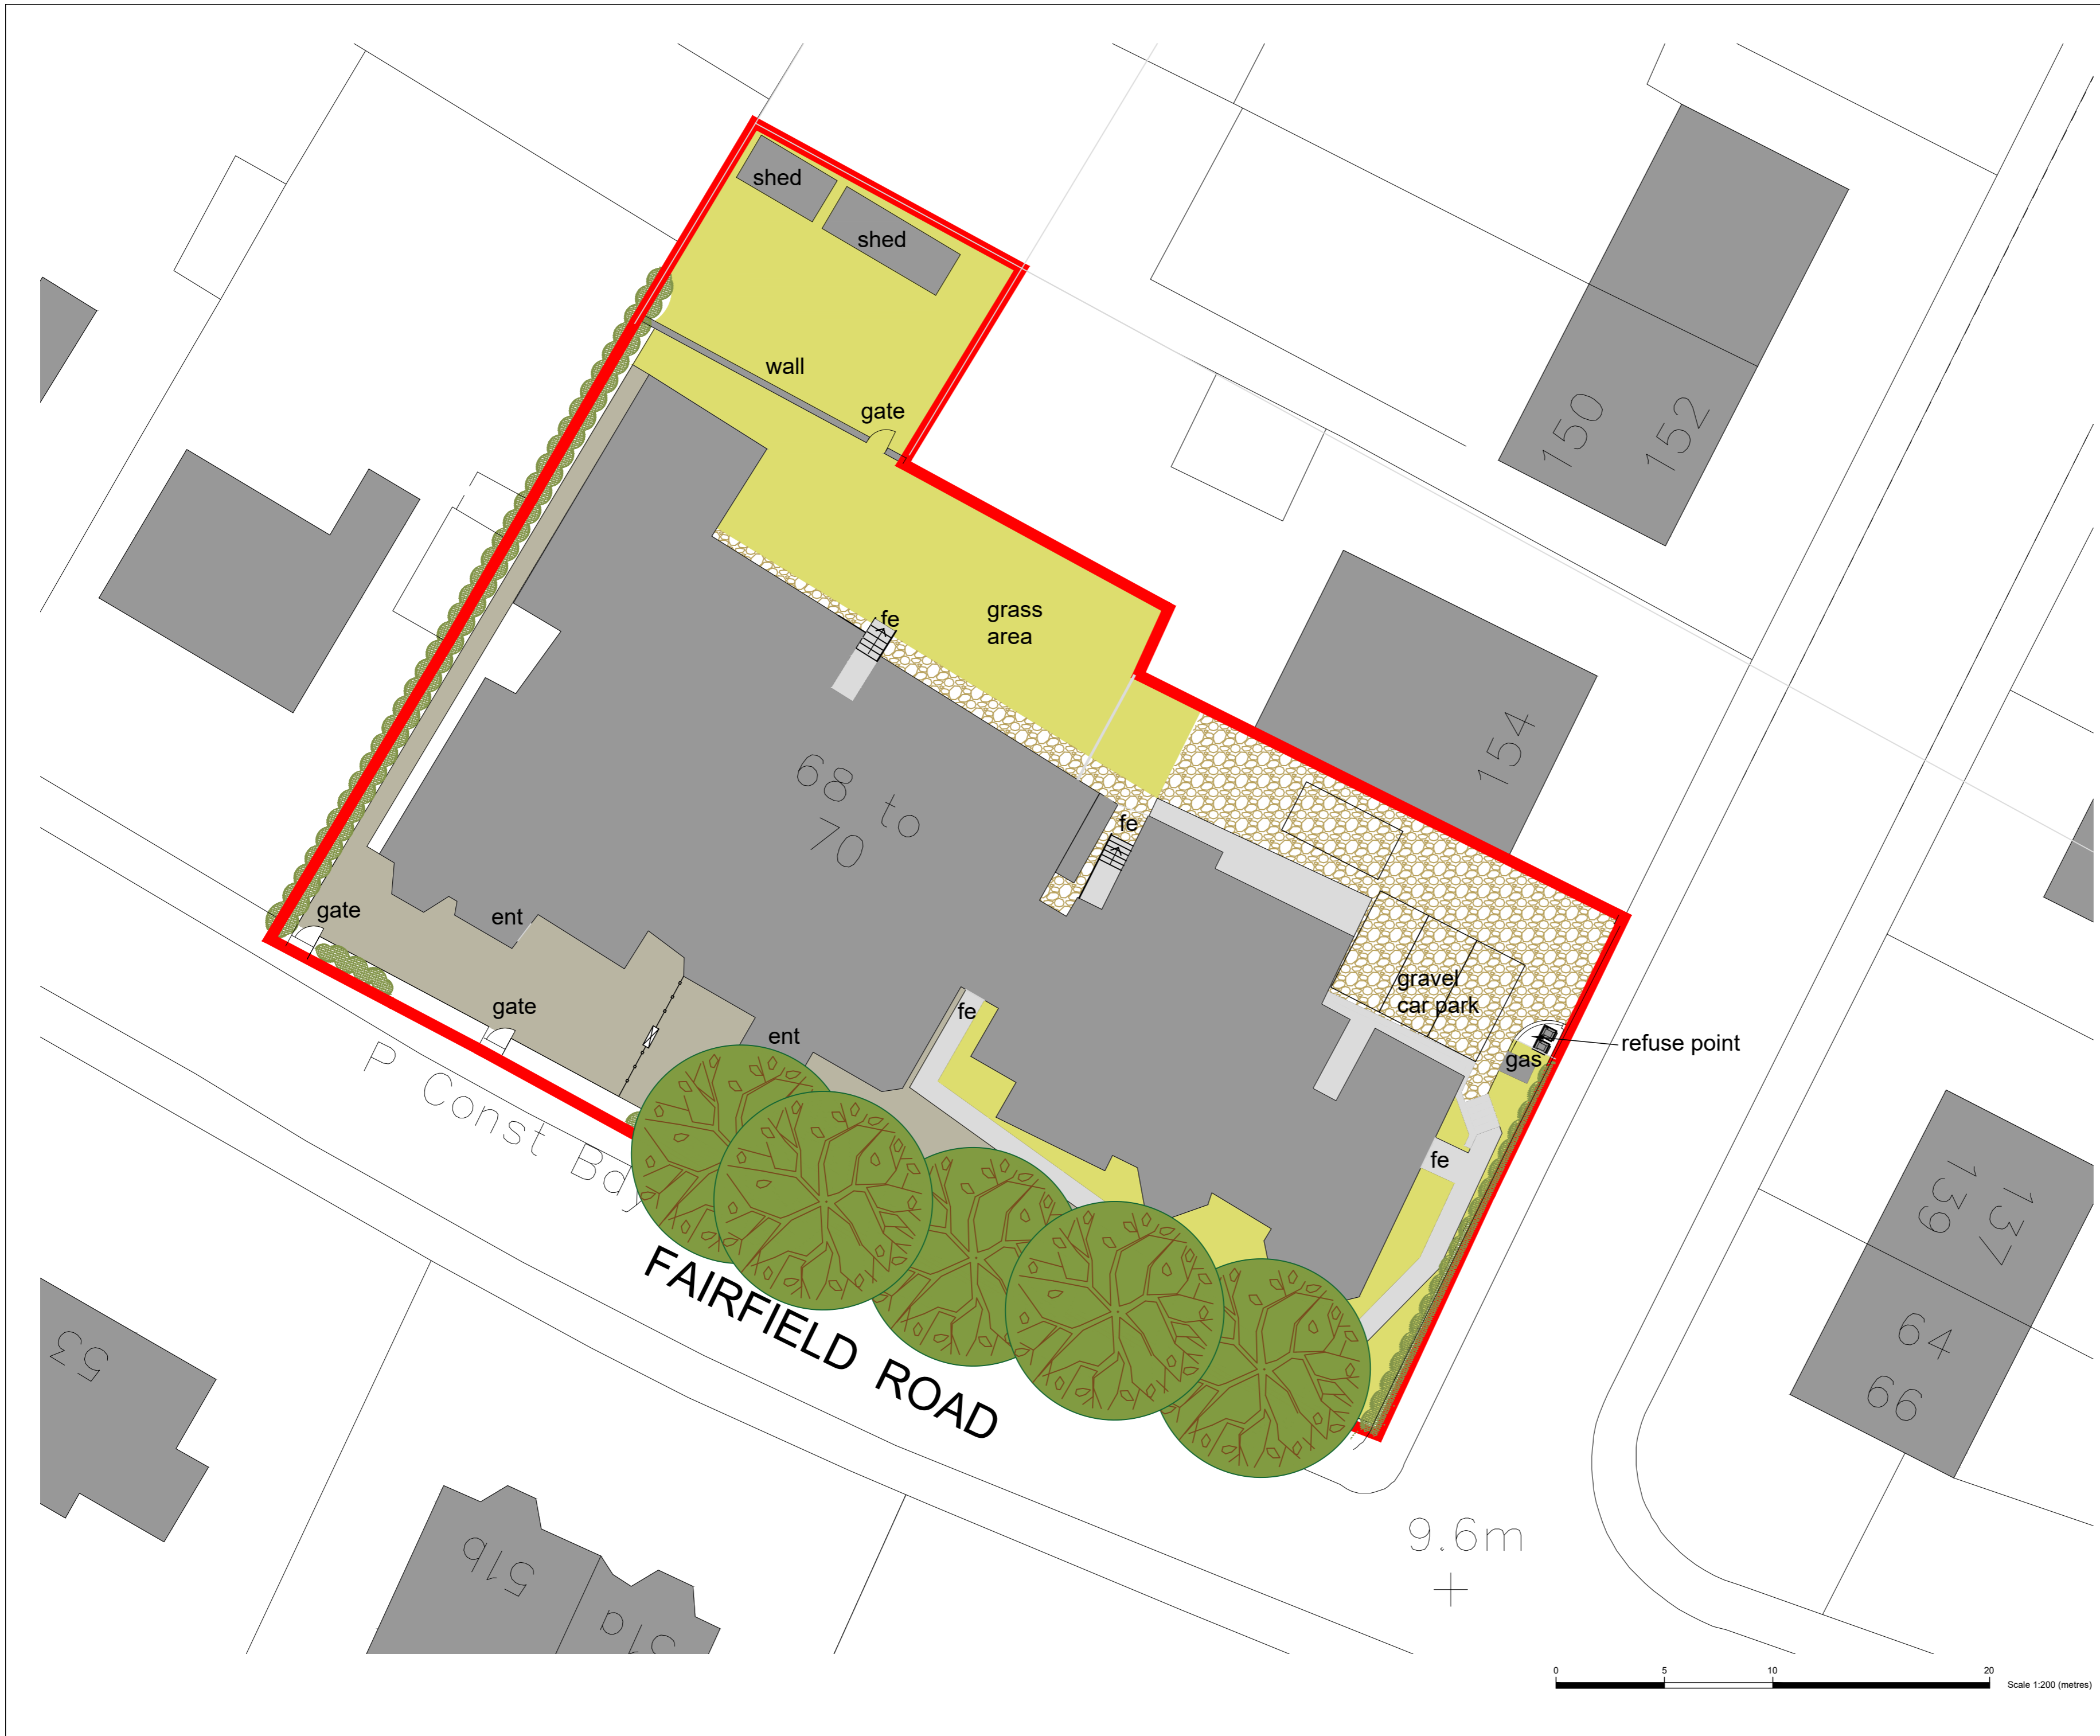 shed
shed
wall
gate
150
152
fe
grass
area
154
68 to
70
fe
gate
ent
gravel
car park
gate
fe
ent
refuse point
gas
P Const Bdy
fe
139
137
FAIRFIELD ROAD
64
66
53
51b
51a
9.6m
0 5 10 20
Scale 1:200 (metres)